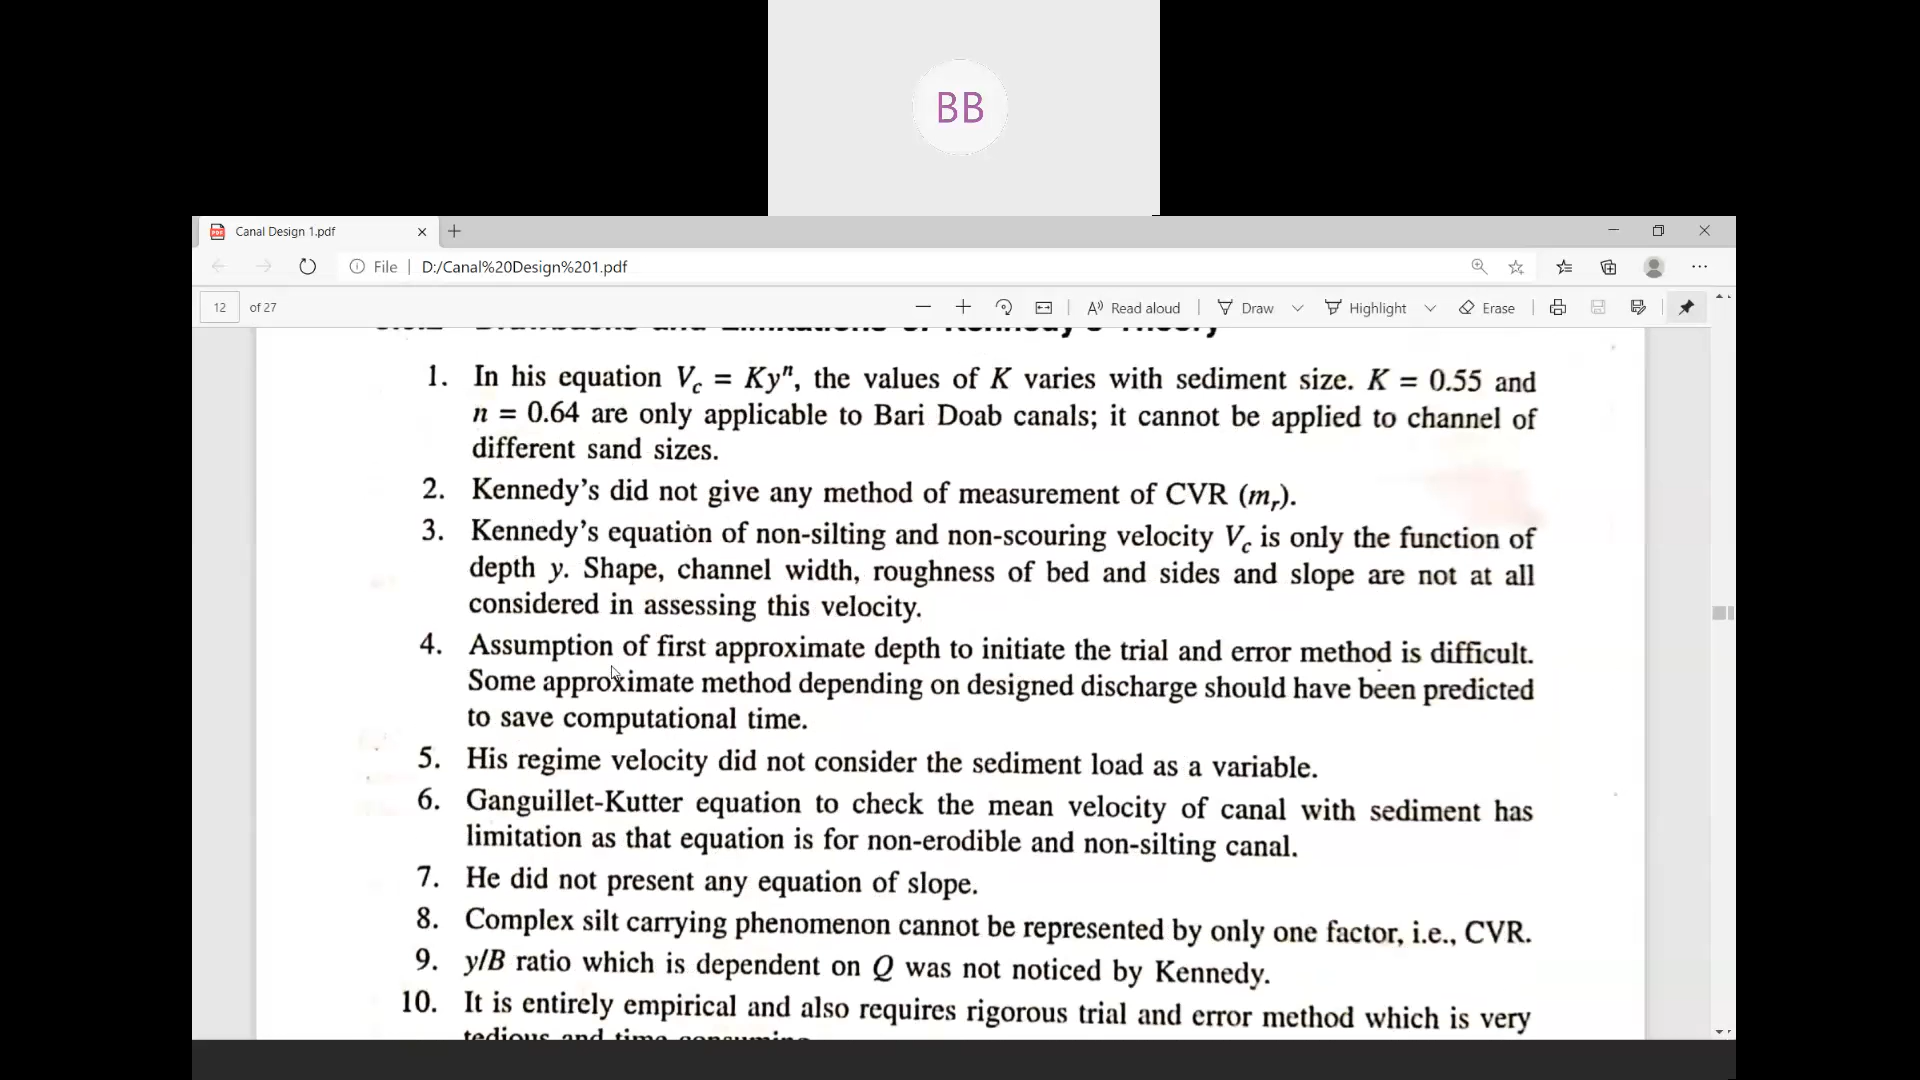 BB
Canal Design 1.pdf
File | D:/Canal%20Design%201.pdf
12 of 27
Read aloud
Draw
Highlight
Erase
Drawbacks and Limitations of Kennedy's Theory
1. In his equation Vc = Kyⁿ, the values of K varies with sediment size. K = 0.55 and
n = 0.64 are only applicable to Bari Doab canals; it cannot be applied to channel of
different sand sizes.
2. Kennedy's did not give any method of measurement of CVR (mr).
3. Kennedy's equation of non-silting and non-scouring velocity Vc is only the function of
depth y. Shape, channel width, roughness of bed and sides and slope are not at all
considered in assessing this velocity.
4. Assumption of first approximate depth to initiate the trial and error method is difficult.
Some approximate method depending on designed discharge should have been predicted
to save computational time.
5. His regime velocity did not consider the sediment load as a variable.
6. Ganguillet-Kutter equation to check the mean velocity of canal with sediment has
limitation as that equation is for non-erodible and non-silting canal.
7. He did not present any equation of slope.
8. Complex silt carrying phenomenon cannot be represented by only one factor, i.e., CVR.
9. y/B ratio which is dependent on Q was not noticed by Kennedy.
10. It is entirely empirical and also requires rigorous trial and error method which is very
tedious and time consuming